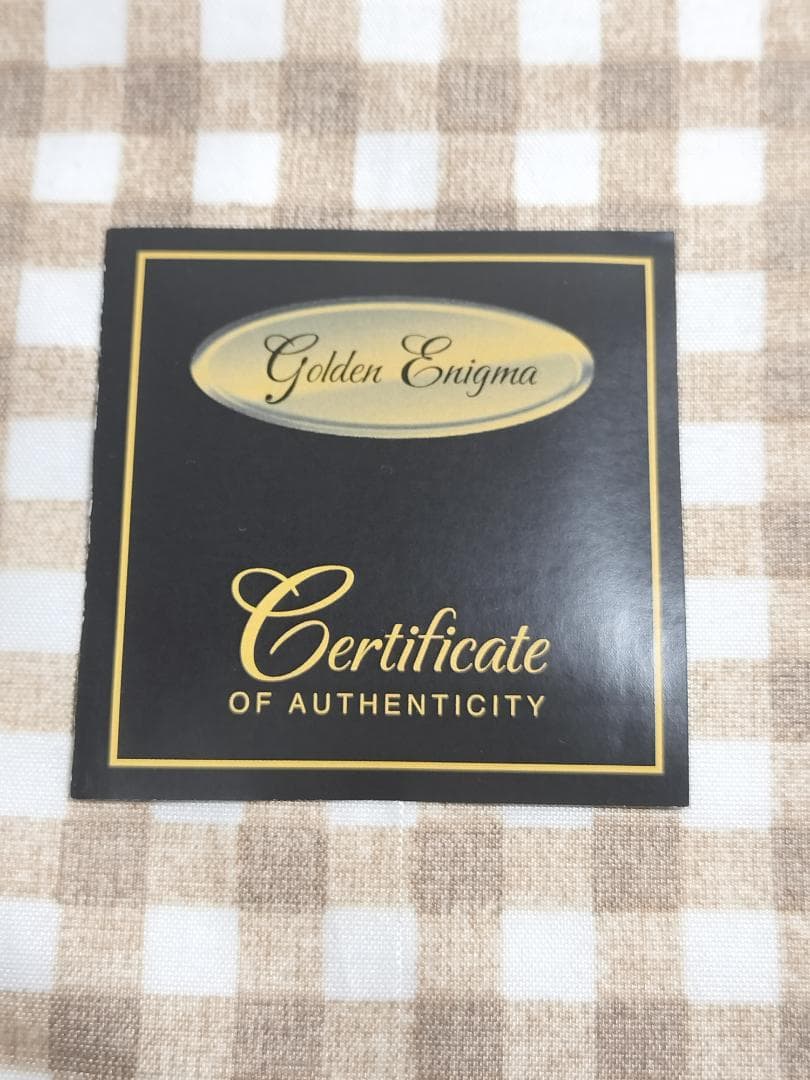 Golden Enigma
Certificate
OF AUTHENTICITY